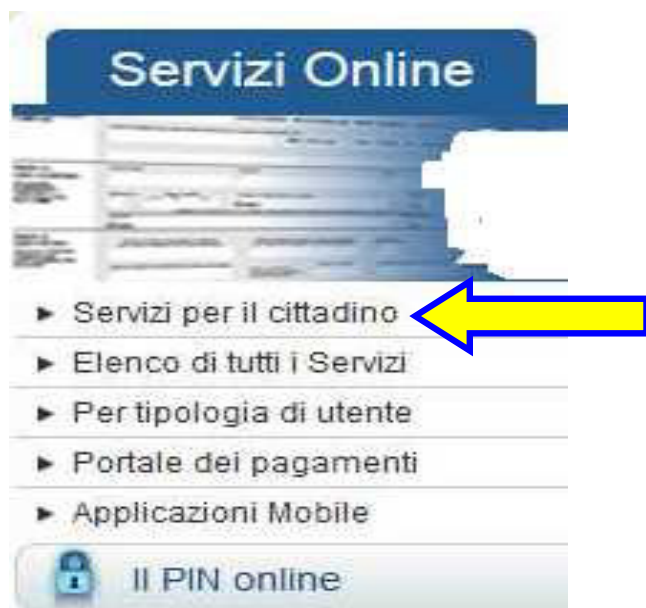 Servizi Online
► Servizi per il cittadino
► Elenco di tutti i Servizi
► Per tipologia di utente
► Portale dei pagamenti
► Applicazioni Mobile
Il PIN online